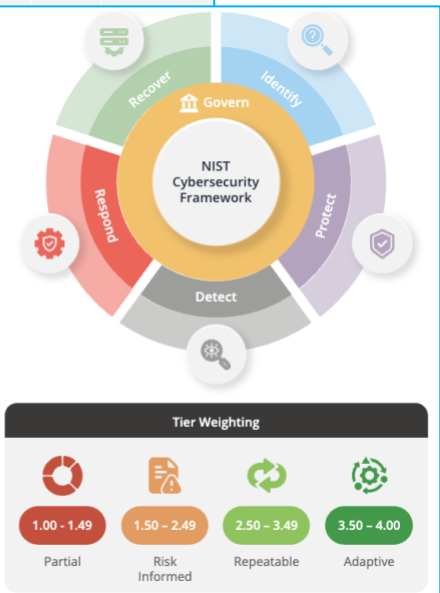 Recover
Identify
Govern
NIST
Cybersecurity
Framework
Respond
Protect
Detect
Tier Weighting
1.00 - 1.49
1.50 – 2.49
2.50 – 3.49
3.50 – 4.00
Partial
Risk
Informed
Repeatable
Adaptive